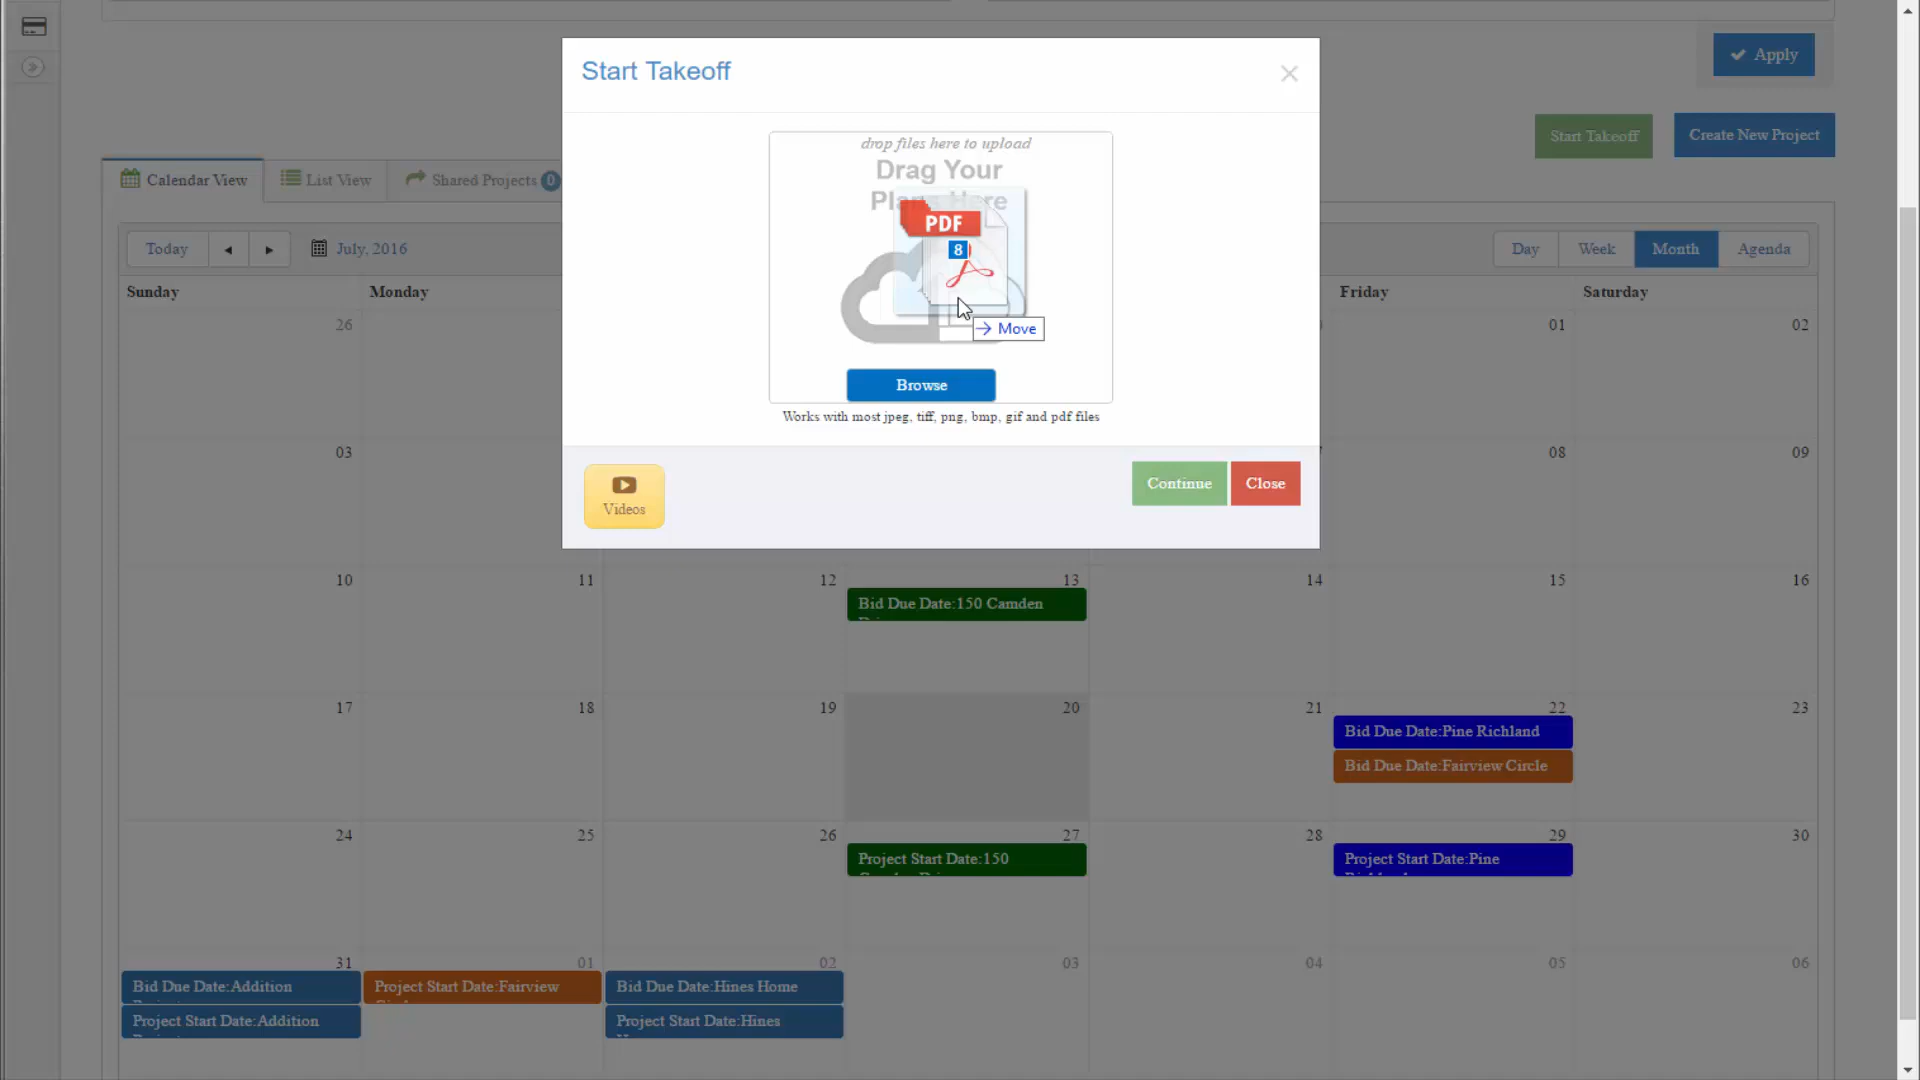 Start Takeoff
×
Apply
drop files here to upload
Drag Your
Plans Here
PDF
8
Move
Browse
Works with most jpeg, tiff, png, bmp, gif and pdf files
Videos
Continue
Close
Start Takeoff
Create New Project
Calendar View
List View
Shared Projects 0
Today
July, 2016
Day
Week
Month
Agenda
Sunday
Monday
Friday
Saturday
26
01
02
03
08
09
10
11
12
13
14
15
16
Bid Due Date:150 Camden
17
18
19
20
21
22
23
Bid Due Date:Pine Richland
Bid Due Date:Fairview Circle
24
25
26
27
28
29
30
Project Start Date:150
Project Start Date:Pine
31
01
02
03
04
05
06
Bid Due Date:Addition
Project Start Date:Fairview
Bid Due Date:Hines Home
Project Start Date:Addition
Project Start Date:Hines